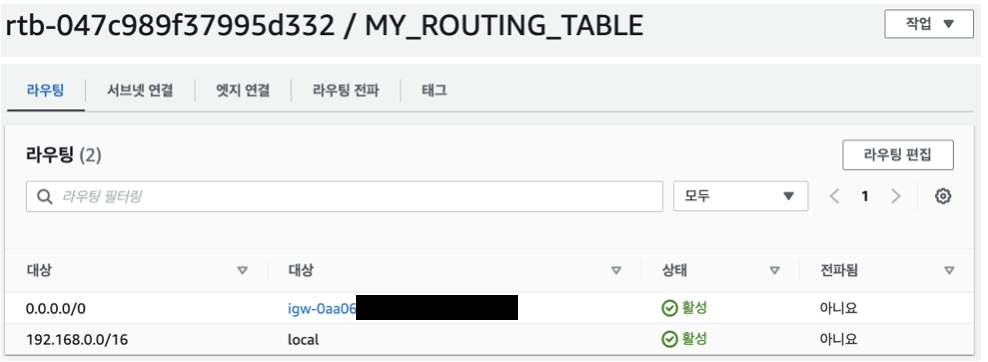 rtb-047c989f37995d332 / MY_ROUTING_TABLE
작업
라우팅 서브넷 연결 엣지 연결 라우팅 전파 태그
라우팅 (2)
라우팅 편집
라우팅 필터링
모두
1
대상 대상 상태 전파됨
0.0.0.0/0 igw-0aa06 활성 아니요
192.168.0.0/16 local 활성 아니요